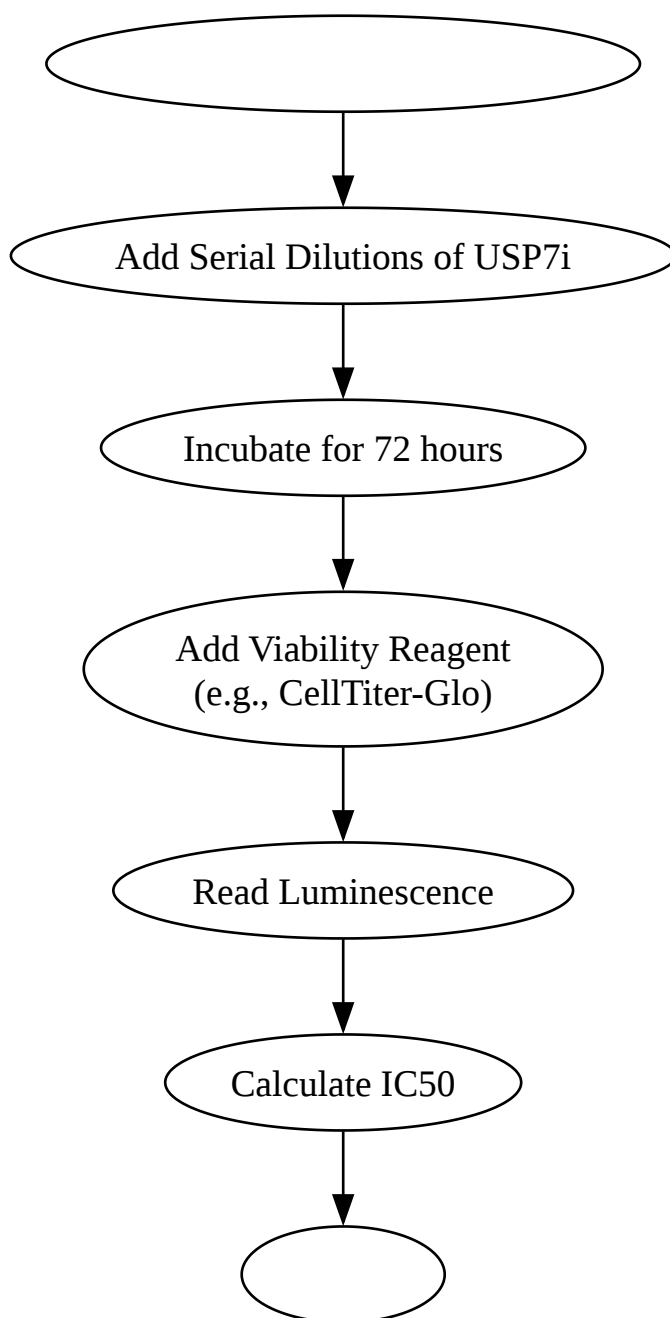 Add Serial Dilutions of USP7i
Incubate for 72 hours
Add Viability Reagent
(e.g., CellTiter-Glo)
Read Luminescence
Calculate IC50